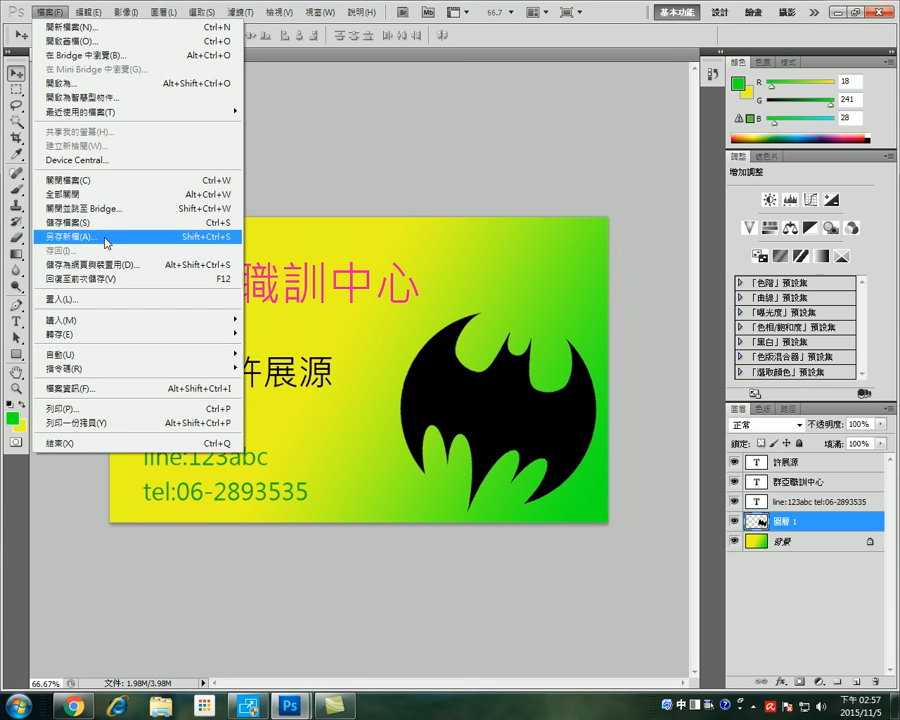 Ps 檔案(F) 編輯(E) 影像(I) 圖層(L) 選取(S) 濾鏡(T) 檢視(V) 視窗(W) 說明(H) Br Mb 66.7 基本功能 設計 繪畫 攝影
開新檔案(N)... Ctrl+N
開啟舊檔(O)... Ctrl+O
在 Bridge 中瀏覽(B)... Alt+Ctrl+O
在 Mini Bridge 中瀏覽(G)...
開啟為... Alt+Shift+Ctrl+O
開啟為智慧型物件...
最近使用的檔案(T)
共享我的螢幕(H)...
建立新檢閱(W)...
Device Central...
關閉檔案(C) Ctrl+W
全部關閉 Alt+Ctrl+W
關閉並跳至 Bridge... Shift+Ctrl+W
儲存檔案(S) Ctrl+S
另存新檔(A)... Shift+Ctrl+S
存回(I)...
儲存為網頁與裝置用(D)... Alt+Shift+Ctrl+S
回復至前次儲存(V) F12
置入(L)...
讀入(M)
轉存(E)
自動(U)
指令碼(R)
檔案資訊(F)... Alt+Shift+Ctrl+I
列印(P)... Ctrl+P
列印一份拷貝(Y) Alt+Shift+Ctrl+P
結束(X) Ctrl+Q
職訓中心
許展源
line:123abc
tel:06-2893535
顏色 色票 樣式
R 18
G 241
B 28
調整 遮色片
增加調整
「色階」預設集
「曲線」預設集
「曝光度」預設集
「色相/飽和度」預設集
「黑白」預設集
「色版混合器」預設集
「選取顏色」預設集
圖層 色版 路徑
正常 不透明度: 100%
鎖定: 填滿: 100%
T 許展源
T 群亞職訓中心
T line:123abc tel:06-2893535
圖層 1
背景
66.67% 文件: 1.98M/3.98M
Ps 中 下午 02:57
2015/11/5